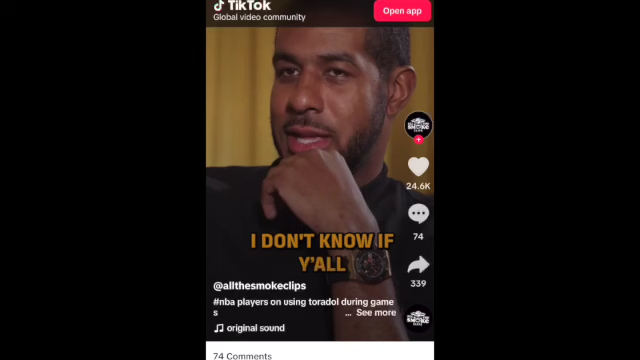 TikTok
Global video community
Open app
24.6K
74
339
I DON'T KNOW IF
Y'ALL
@allthesmokeclips
#nba players on using toradol during game
s ... See more
original sound
74 Comments